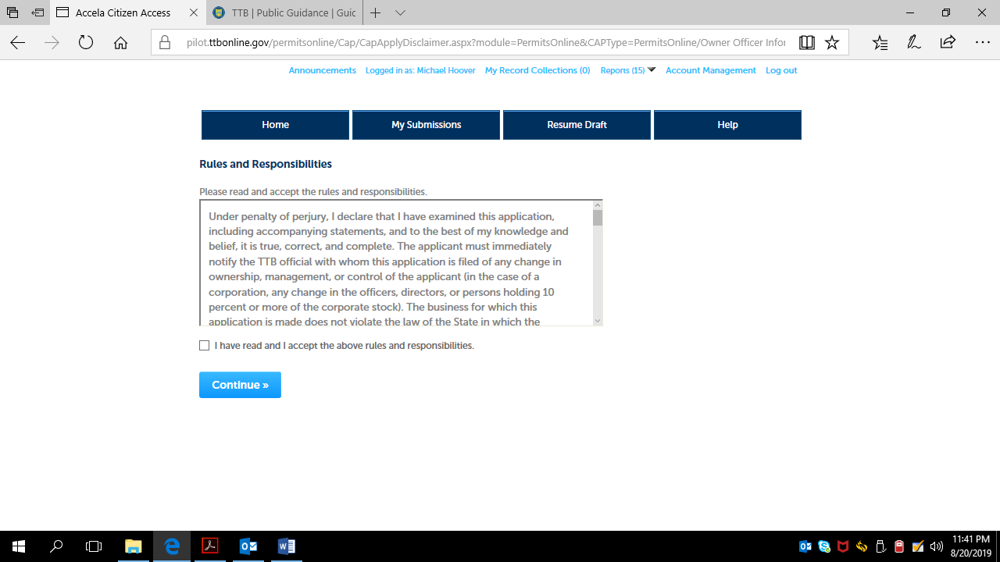 Accela Citizen Access
TTB | Public Guidance | Guid
pilot.ttbonline.gov/permitsonline/Cap/CapApplyDisclaimer.aspx?module=PermitsOnline&CAPType=PermitsOnline/Owner Officer Infor
Announcements Logged in as: Michael Hoover My Record Collections (0) Reports (15) Account Management Log out
Home My Submissions Resume Draft Help
Rules and Responsibilities
Please read and accept the rules and responsibilities.
Under penalty of perjury, I declare that I have examined this application,
including accompanying statements, and to the best of my knowledge and
belief, it is true, correct, and complete. The applicant must immediately
notify the TTB official with whom this application is filed of any change in
ownership, management, or control of the applicant (in the case of a
corporation, any change in the officers, directors, or persons holding 10
percent or more of the corporate stock). The business for which this
application is made does not violate the law of the State in which the
I have read and I accept the above rules and responsibilities.
Continue »
11:41 PM
8/20/2019